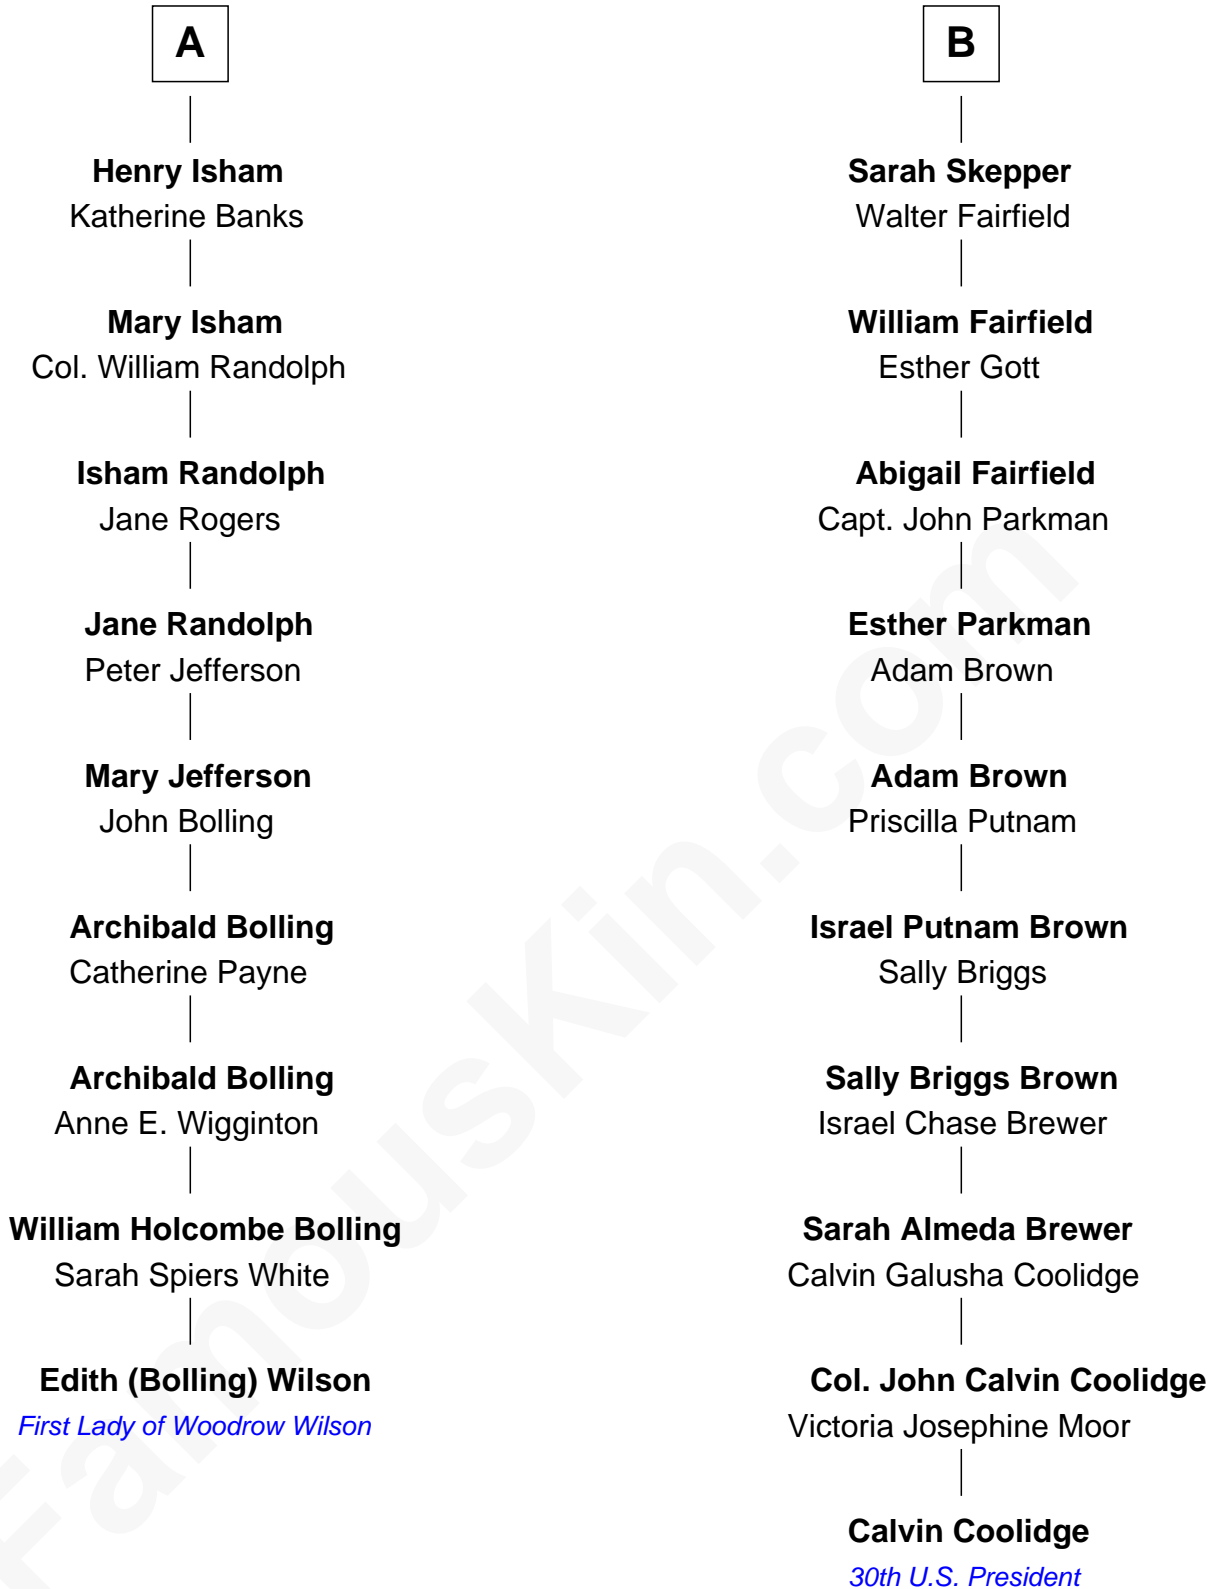 A
Henry Isham
Katherine Banks
Mary Isham
Col. William Randolph
Isham Randolph
Jane Rogers
Jane Randolph
Peter Jefferson
Mary Jefferson
John Bolling
Archibald Bolling
Catherine Payne
Archibald Bolling
Anne E. Wigginton
William Holcombe Bolling
Sarah Spiers White
Edith (Bolling) Wilson
First Lady of Woodrow Wilson
B
Sarah Skepper
Walter Fairfield
William Fairfield
Esther Gott
Abigail Fairfield
Capt. John Parkman
Esther Parkman
Adam Brown
Adam Brown
Priscilla Putnam
Israel Putnam Brown
Sally Briggs
Sally Briggs Brown
Israel Chase Brewer
Sarah Almeda Brewer
Calvin Galusha Coolidge
Col. John Calvin Coolidge
Victoria Josephine Moor
Calvin Coolidge
30th U.S. President
FamousKin.com